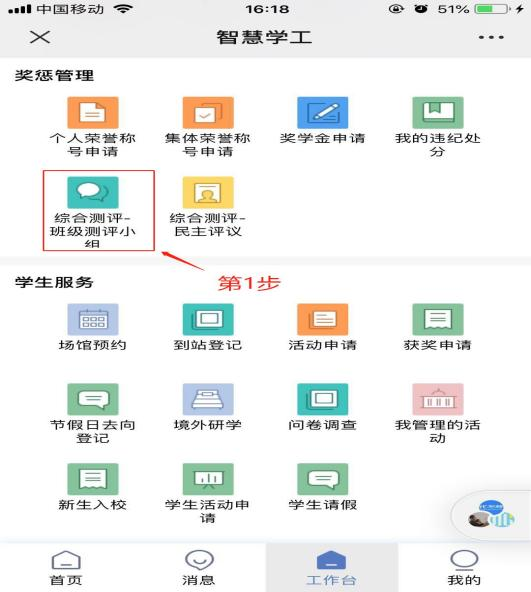 中国移动 16:18 51%
智慧学工
奖惩管理
个人荣誉称 集体荣誉称 奖学金申请 我的违纪处
号申请 号申请 分
综合测评- 综合测评-
班级测评小 民主评议
组
第1步
学生服务
场馆预约 到站登记 活动申请 获奖申请
节假日去向 境外研学 问卷调查 我管理的活
登记 动
新生入校 学生活动申 学生请假
请
首页 消息 工作台 我的